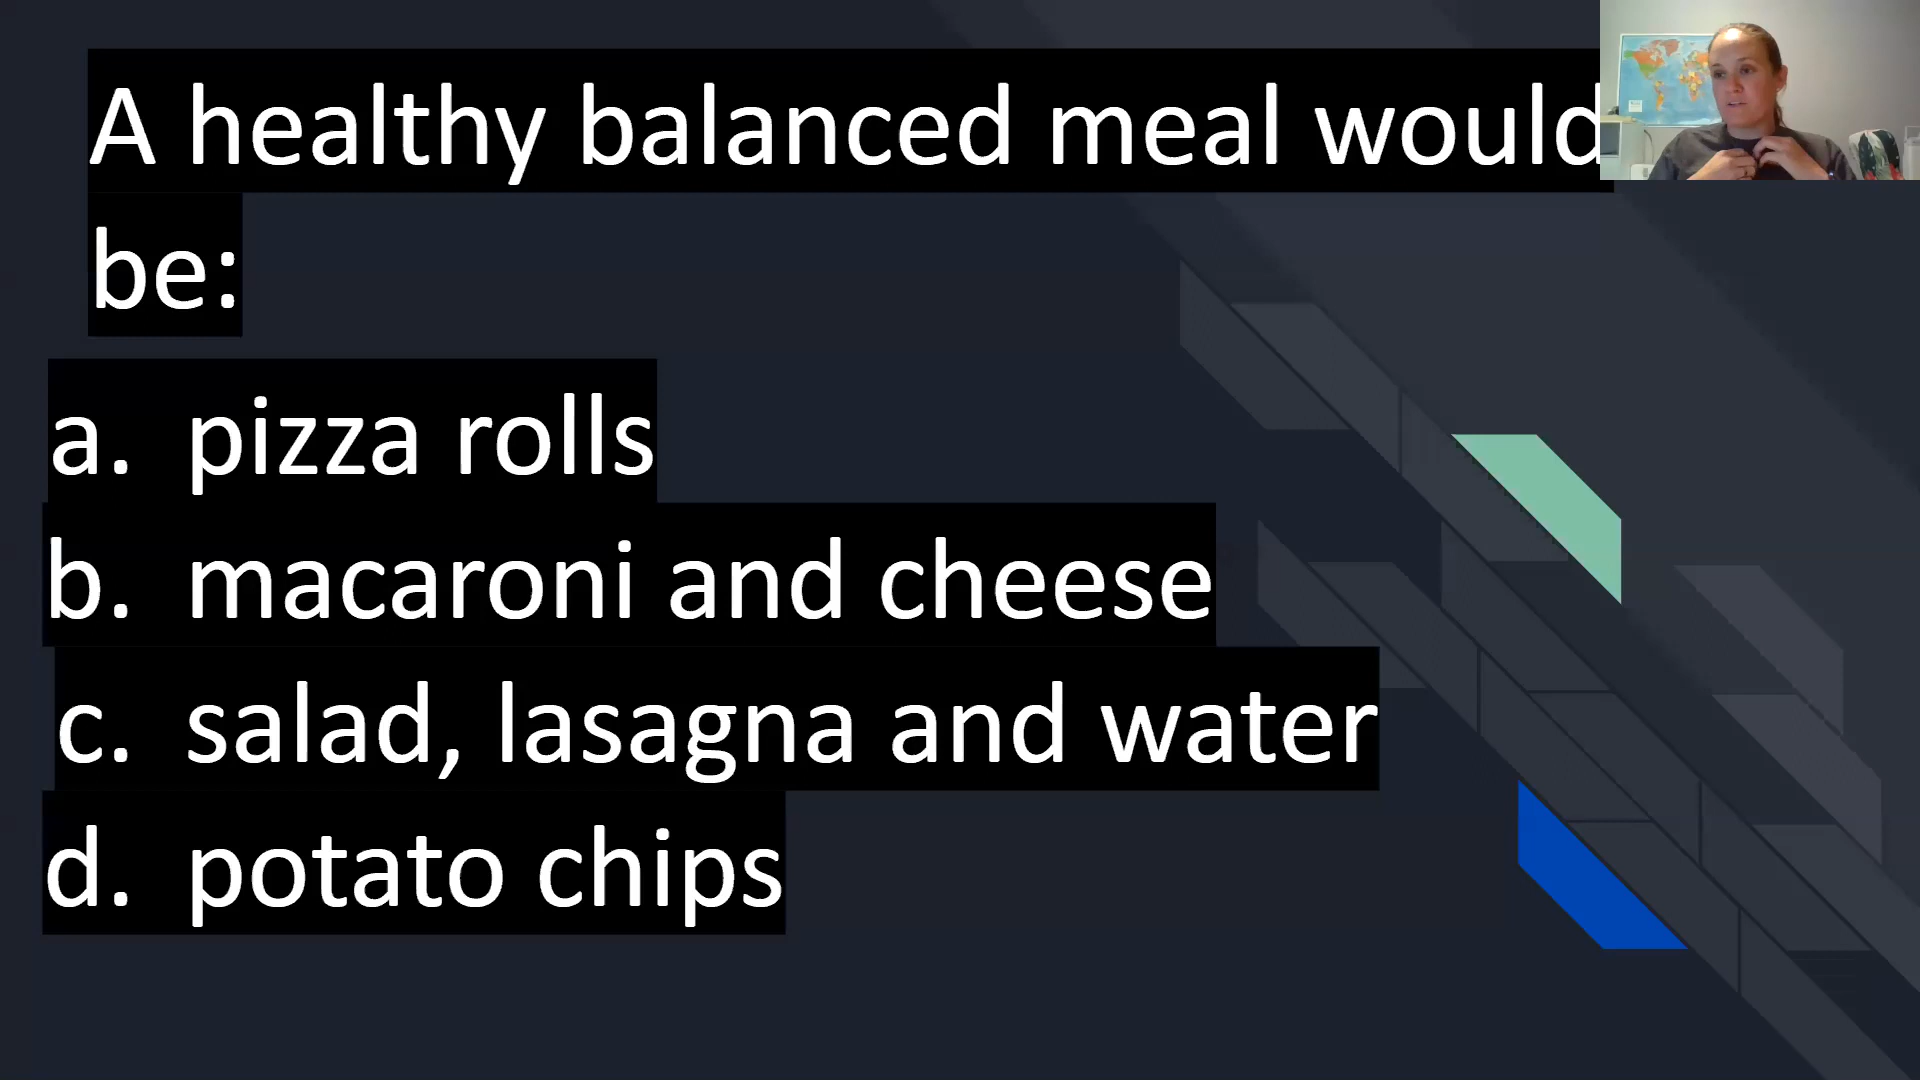 A healthy balanced meal would
be:
a. pizza rolls
b. macaroni and cheese
c. salad, lasagna and water
d. potato chips